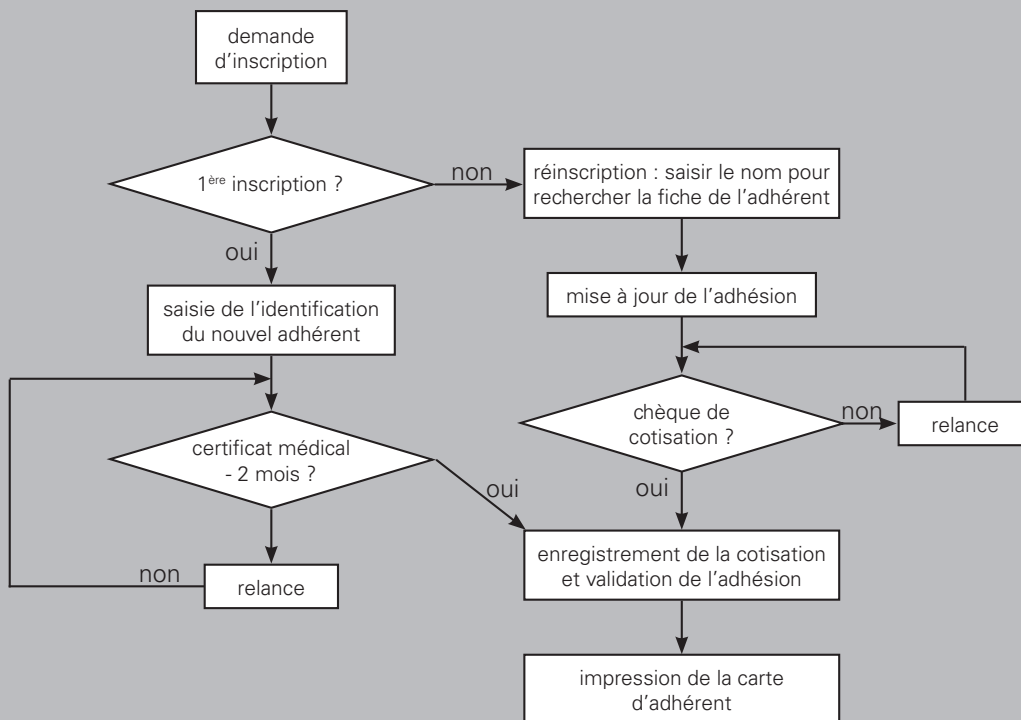 demande
d'inscription
1ère inscription ?
non
réinscription : saisir le nom pour
rechercher la fiche de l'adhérent
oui
saisie de l'identification
du nouvel adhérent
mise à jour de l'adhésion
certificat médical
- 2 mois ?
oui
non
relance
chèque de
cotisation ?
non
relance
oui
enregistrement de la cotisation
et validation de l'adhésion
impression de la carte
d'adhérent